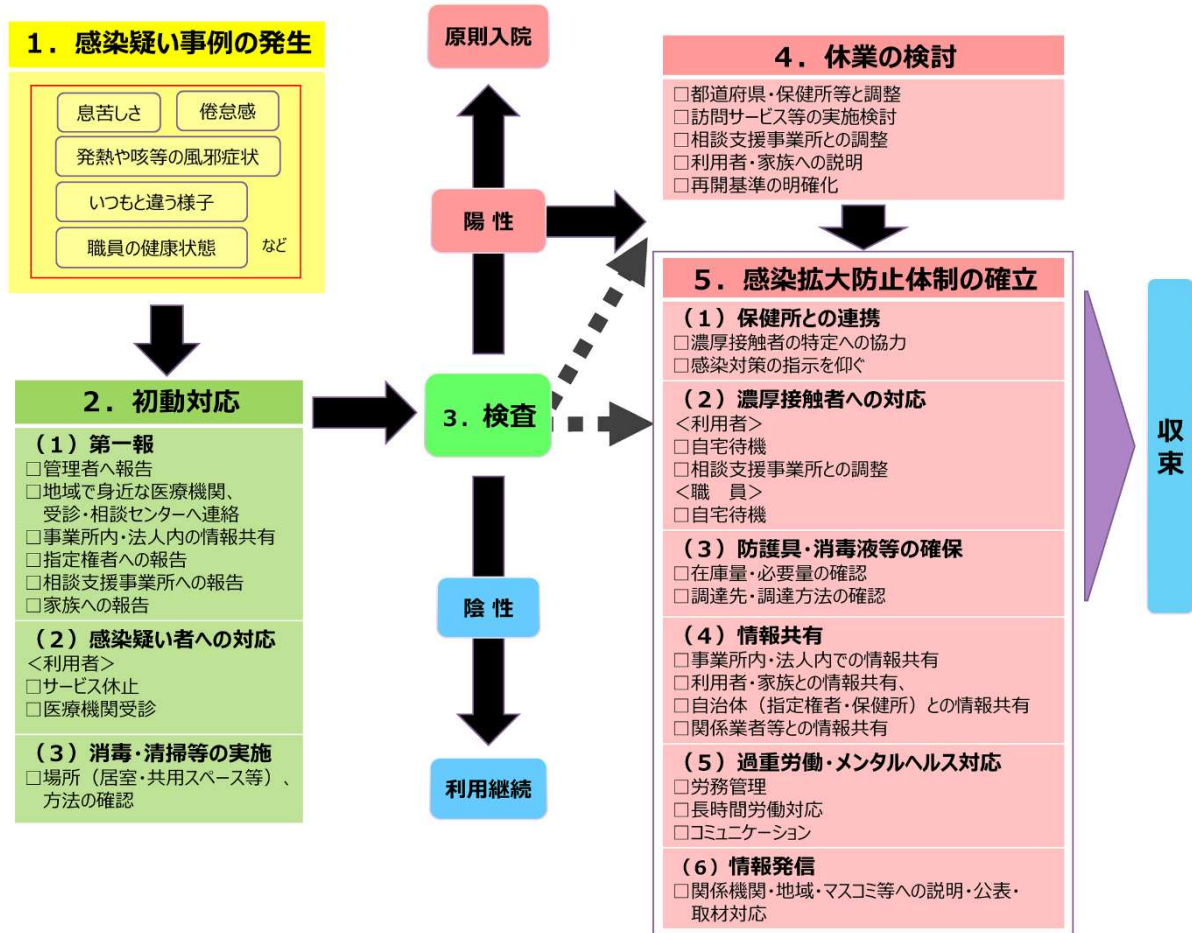 1．感染疑い事例の発生
息苦しさ
倦怠感
発熱や咳等の風邪症状
いつもと違う様子
職員の健康状態
など
2．初動対応
（1）第一報
□管理者へ報告
□地域で身近な医療機関、
受診・相談センターへ連絡
□事業所内・法人内の情報共有
□指定権者への報告
□相談支援事業所への報告
□家族への報告
（2）感染疑い者への対応
＜利用者＞
□サービス休止
□医療機関受診
（3）消毒・清掃等の実施
□場所（居室・共用スペース等）、
方法の確認
原則入院
陽 性
3．検査
陰 性
利用継続
4．休業の検討
□都道府県・保健所等と調整
□訪問サービス等の実施検討
□相談支援事業所との調整
□利用者・家族への説明
□再開基準の明確化
5．感染拡大防止体制の確立
（1）保健所との連携
□濃厚接触者の特定への協力
□感染対策の指示を仰ぐ
（2）濃厚接触者への対応
＜利用者＞
□自宅待機
□相談支援事業所との調整
＜職　員＞
□自宅待機
（3）防護具・消毒液等の確保
□在庫量・必要量の確認
□調達先・調達方法の確認
（4）情報共有
□事業所内・法人内での情報共有
□利用者・家族との情報共有、
□自治体（指定権者・保健所）との情報共有
□関係業者等との情報共有
（5）過重労働・メンタルヘルス対応
□労務管理
□長時間労働対応
□コミュニケーション
（6）情報発信
□関係機関・地域・マスコミ等への説明・公表・
取材対応
収束